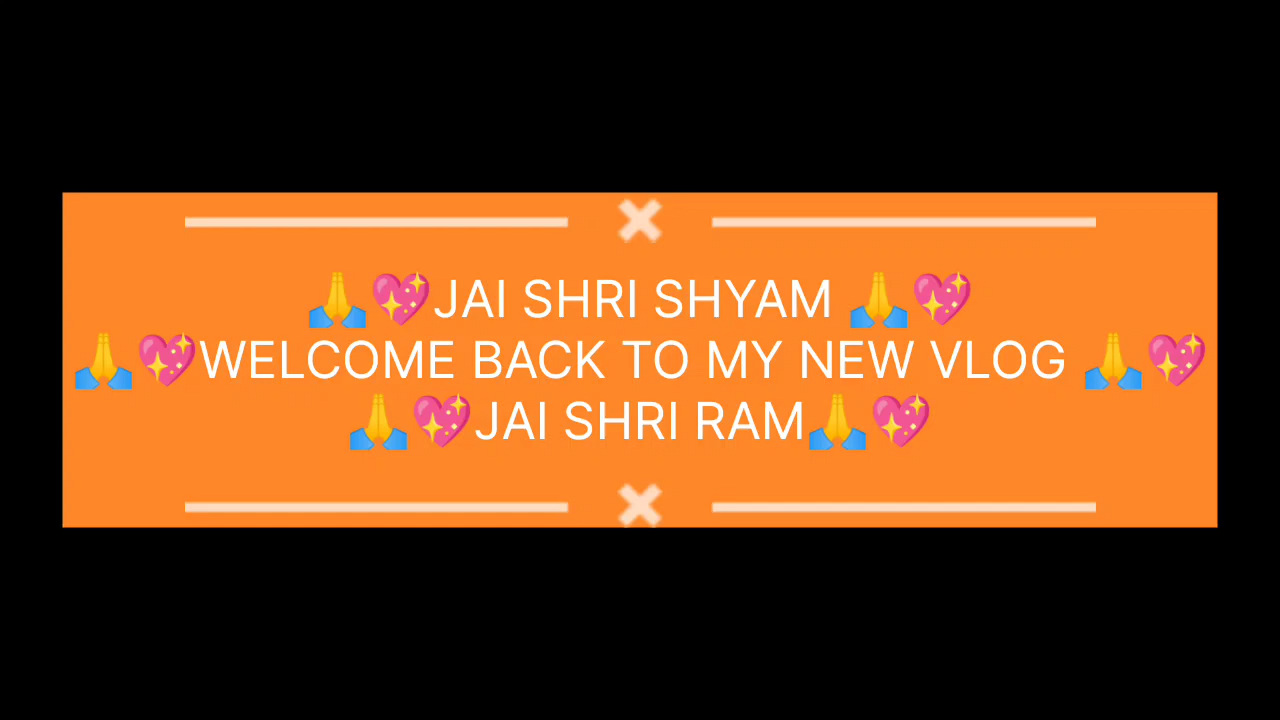 🙏💖JAI SHRI SHYAM 🙏💖
🙏💖WELCOME BACK TO MY NEW VLOG 🙏💖
🙏💖JAI SHRI RAM🙏💖